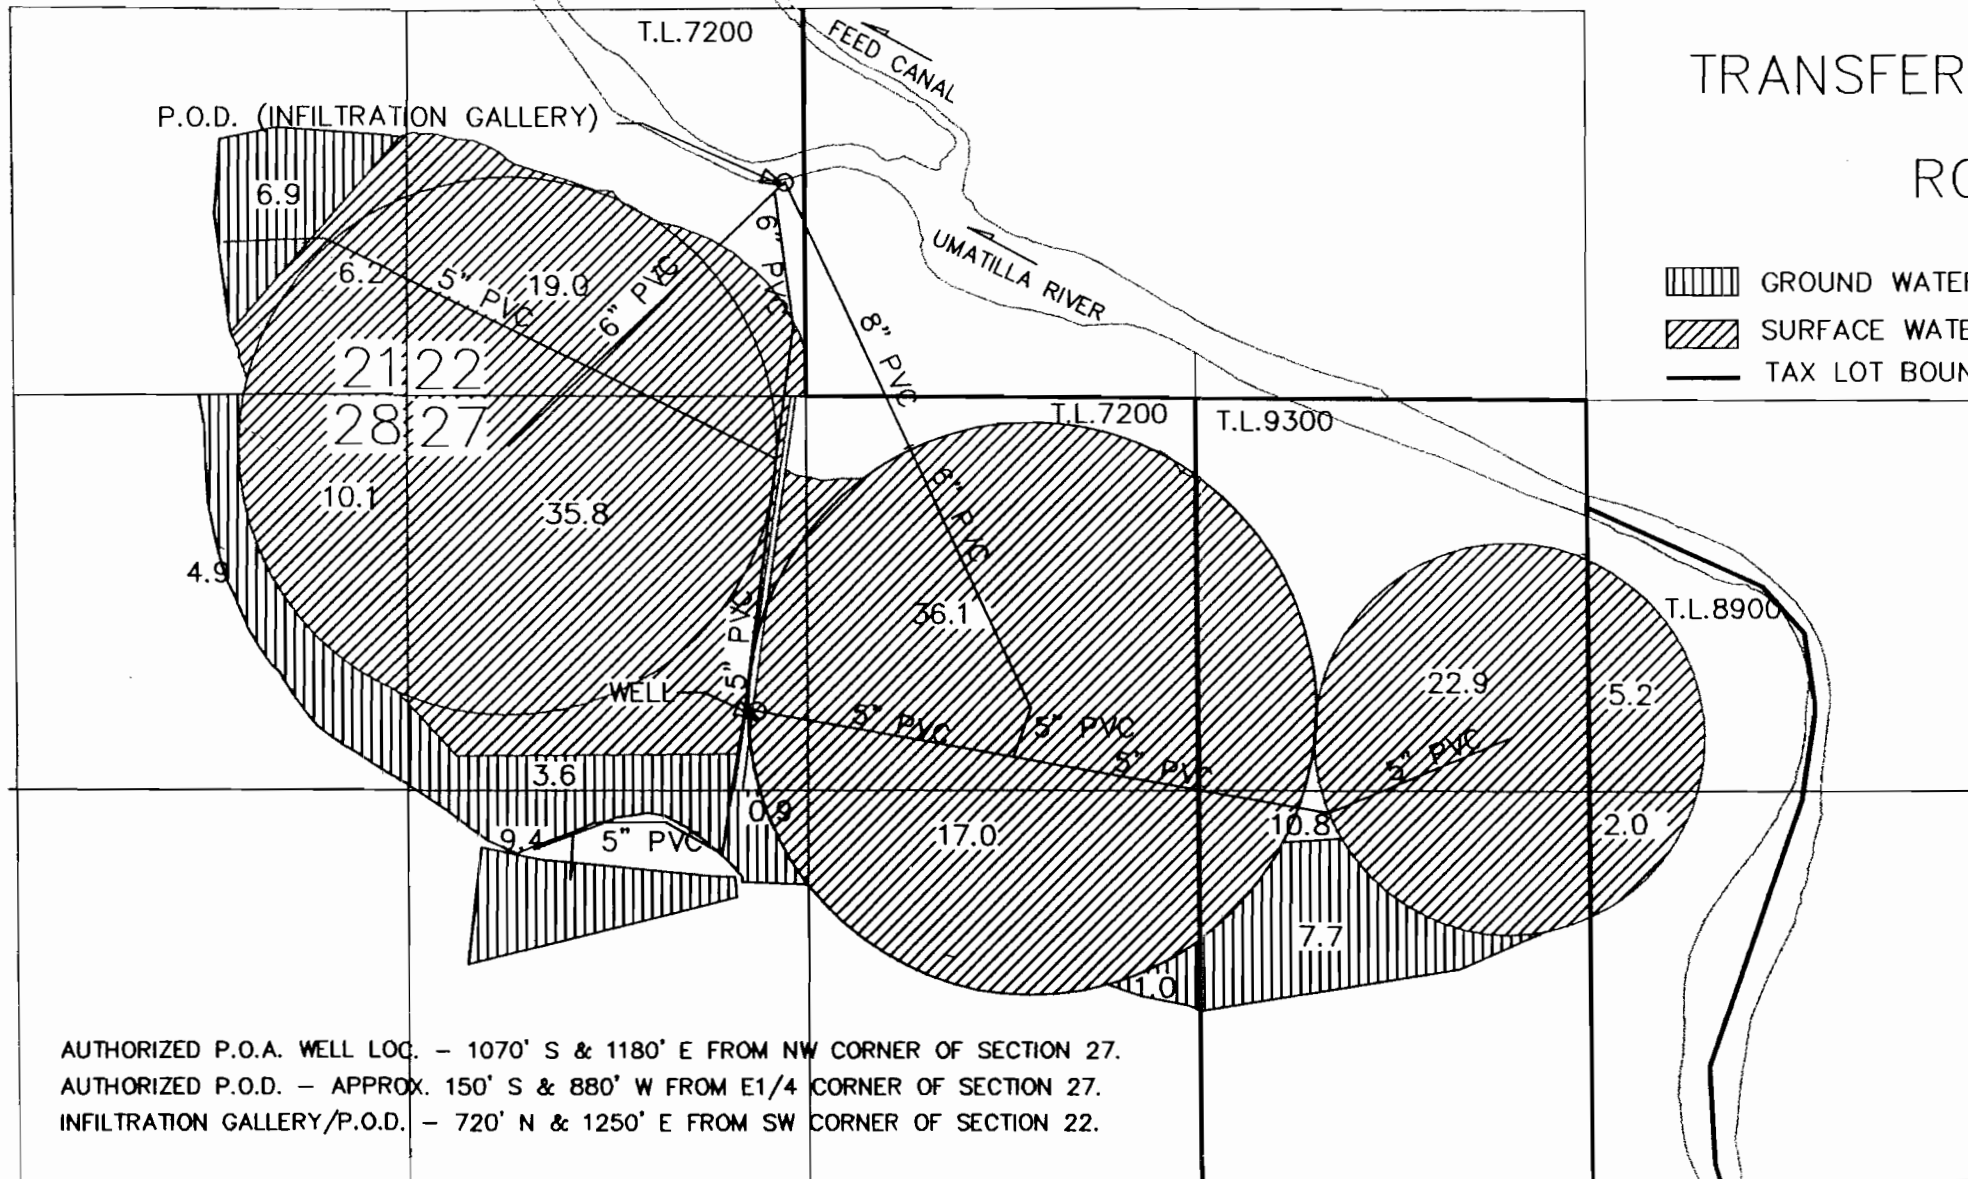 T.L.7200
FEED CANAL
TRANSFER
P.O.D. (INFILTRATION GALLERY)
6.9
6" PVC
UMATILLA RIVER
6.2
5" PVC
19.0
6" PVC
8" PVC
GROUND WATER
SURFACE WATE
TAX LOT BOUN
21 22
28 27
T.L.7200
T.L.9300
10.1
35.8
8" PVC
4.9
36.1
T.L.8900
5" PVC
WELL
22.9
5.2
5" PVC
5" PVC
5" PVC
5" PVC
3.6
0.9
9.4
5" PVC
17.0
10.8
2.0
7.7
1.0
AUTHORIZED P.O.A. WELL LOC. – 1070' S & 1180' E FROM NW CORNER OF SECTION 27.
AUTHORIZED P.O.D. – APPROX. 150' S & 880' W FROM E1/4 CORNER OF SECTION 27.
INFILTRATION GALLERY/P.O.D. – 720' N & 1250' E FROM SW CORNER OF SECTION 22.